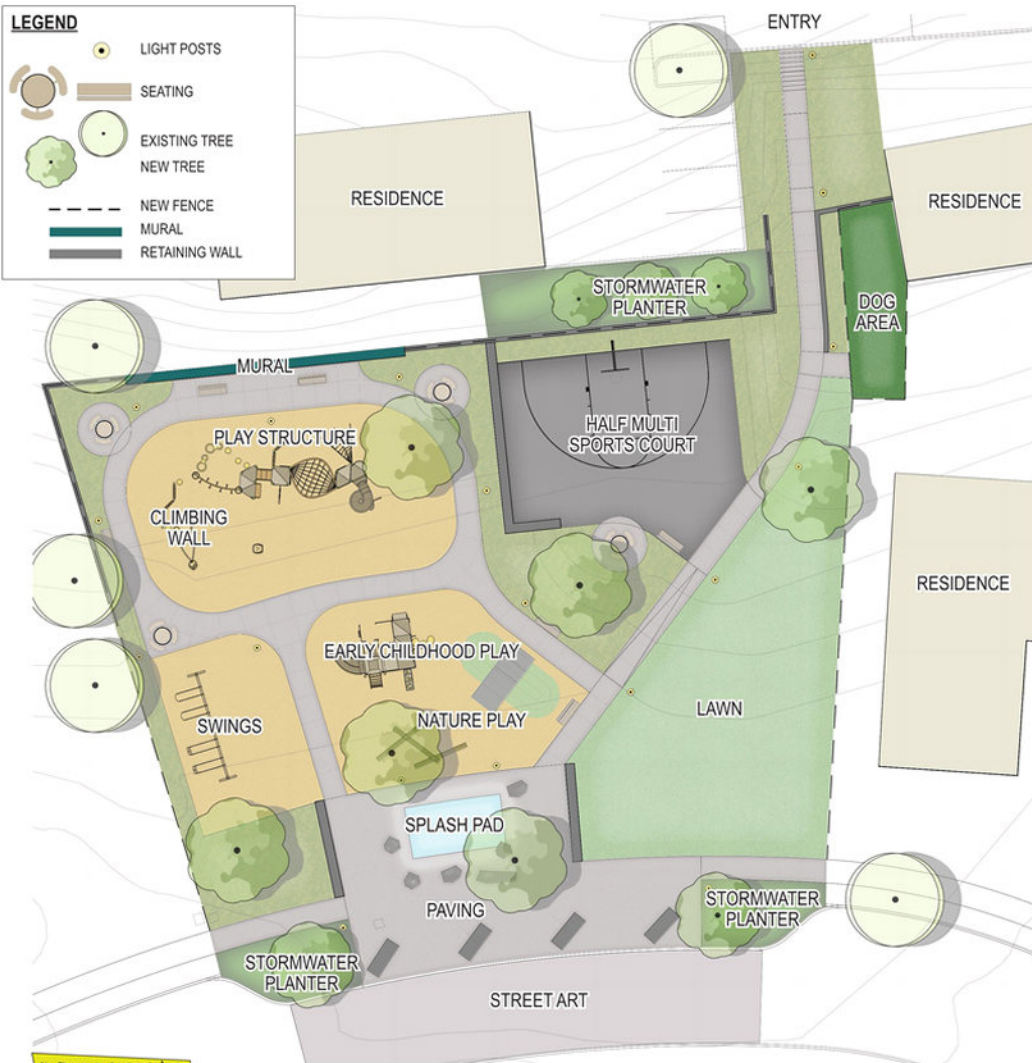 LEGEND
LIGHT POSTS
SEATING
EXISTING TREE
NEW TREE
NEW FENCE
MURAL
RETAINING WALL
ENTRY
RESIDENCE
RESIDENCE
STORMWATER
PLANTER
DOG
AREA
MURAL
PLAY STRUCTURE
HALF MULTI
SPORTS COURT
CLIMBING
WALL
RESIDENCE
EARLY CHILDHOOD PLAY
NATURE PLAY
LAWN
SWINGS
SPLASH PAD
PAVING
STORMWATER
PLANTER
STORMWATER
PLANTER
STREET ART